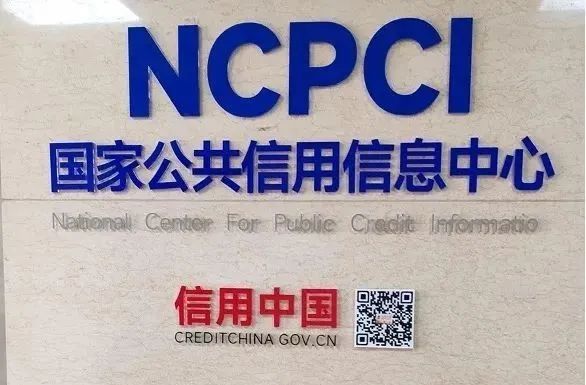 NCPCI
国家公共信用信息中心
National Center For Public Credit Informatio
信用中国
CREDITCHINA GOV.CN